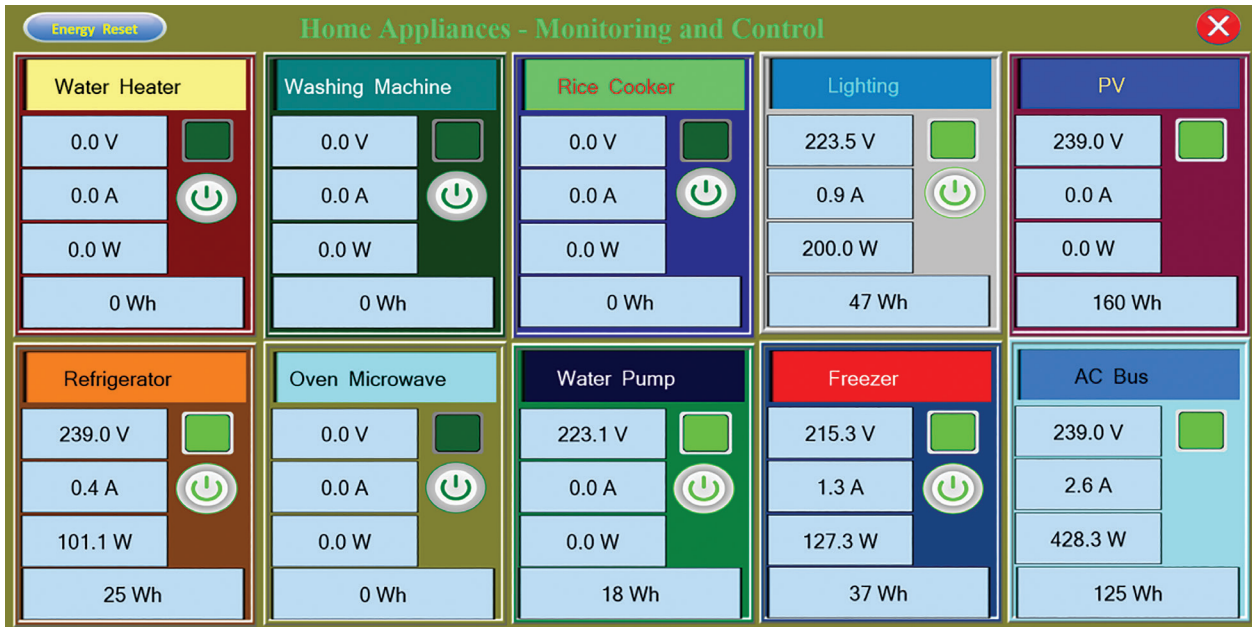 Energy Reset
Home Appliances - Monitoring and Control
Water Heater
0.0 V
0.0 A
0.0 W
0 Wh
Washing Machine
0.0 V
0.0 A
0.0 W
0 Wh
Rice Cooker
0.0 V
0.0 A
0.0 W
0 Wh
Lighting
223.5 V
0.9 A
200.0 W
47 Wh
PV
239.0 V
0.0 A
0.0 W
160 Wh
Refrigerator
239.0 V
0.4 A
101.1 W
25 Wh
Oven Microwave
0.0 V
0.0 A
0.0 W
0 Wh
Water Pump
223.1 V
0.0 A
0.0 W
18 Wh
Freezer
215.3 V
1.3 A
127.3 W
37 Wh
AC Bus
239.0 V
2.6 A
428.3 W
125 Wh